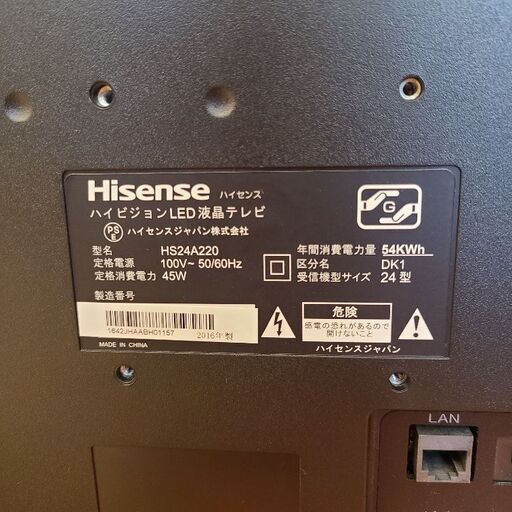 Hisense ハイセンス
ハイビジョンLED液晶テレビ
PSE ハイセンスジャパン株式会社
型名 HS24A220
定格電源 100V～ 50/60Hz
定格消費電力 45W
製造番号
1642JHAABH01157 2016年製
MADE IN CHINA
G
年間消費電力量 54KWh
区分名 DK1
受信機型サイズ 24型
危険
感電の恐れがあるので
開けないこと
ハイセンスジャパン
LAN